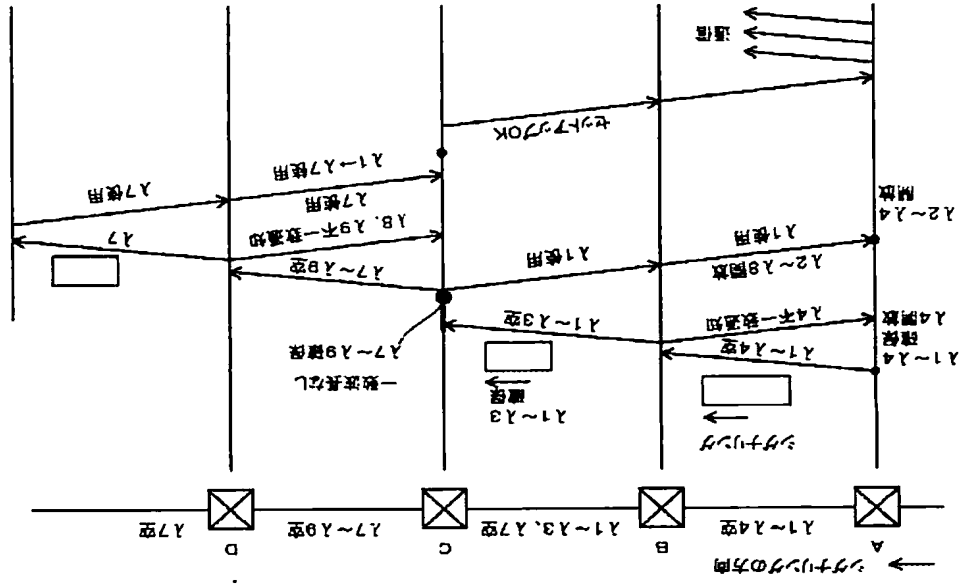 シグナリングの方向
A
B
C
D
λ1〜λ4空
λ1〜λ3、λ7空
λ7〜λ9空
λ7空
シグナリング
λ1〜λ4
確保
λ4開放
λ1〜λ4空
λ4不一致通知
λ1〜λ3
確保
λ1〜λ3空
一致波長なし
λ7〜λ9確保
λ7〜λ9空
λ7
λ8、λ9不一致通知
λ7使用
λ7使用
λ1→λ7使用
λ1使用
λ2〜λ8開放
λ1使用
λ2〜λ4
開放
セットアップOK
通信